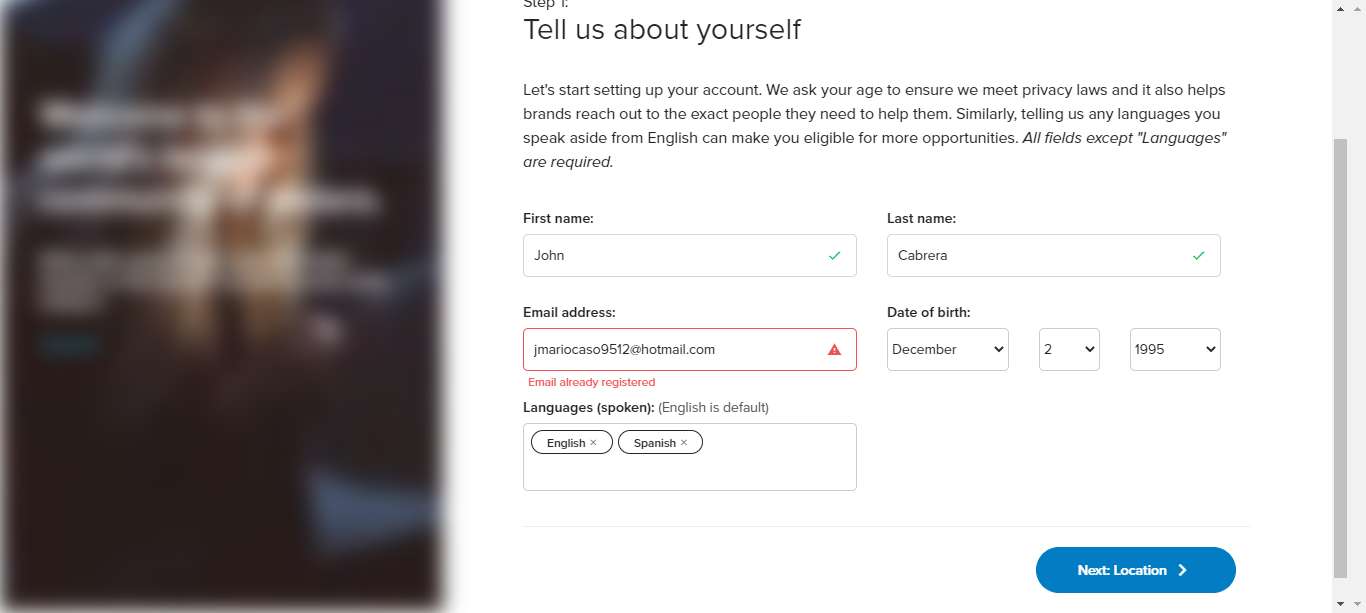 Step 1:
Tell us about yourself
Let's start setting up your account. We ask your age to ensure we meet privacy laws and it also helps
brands reach out to the exact people they need to help them. Similarly, telling us any languages you
speak aside from English can make you eligible for more opportunities. All fields except "Languages"
are required.
First name:
Last name:
John
Cabrera
Email address:
Date of birth:
jmariocaso9512@hotmail.com
December
2
1995
Email already registered
Languages (spoken): (English is default)
English ×
Spanish ×
Next: Location